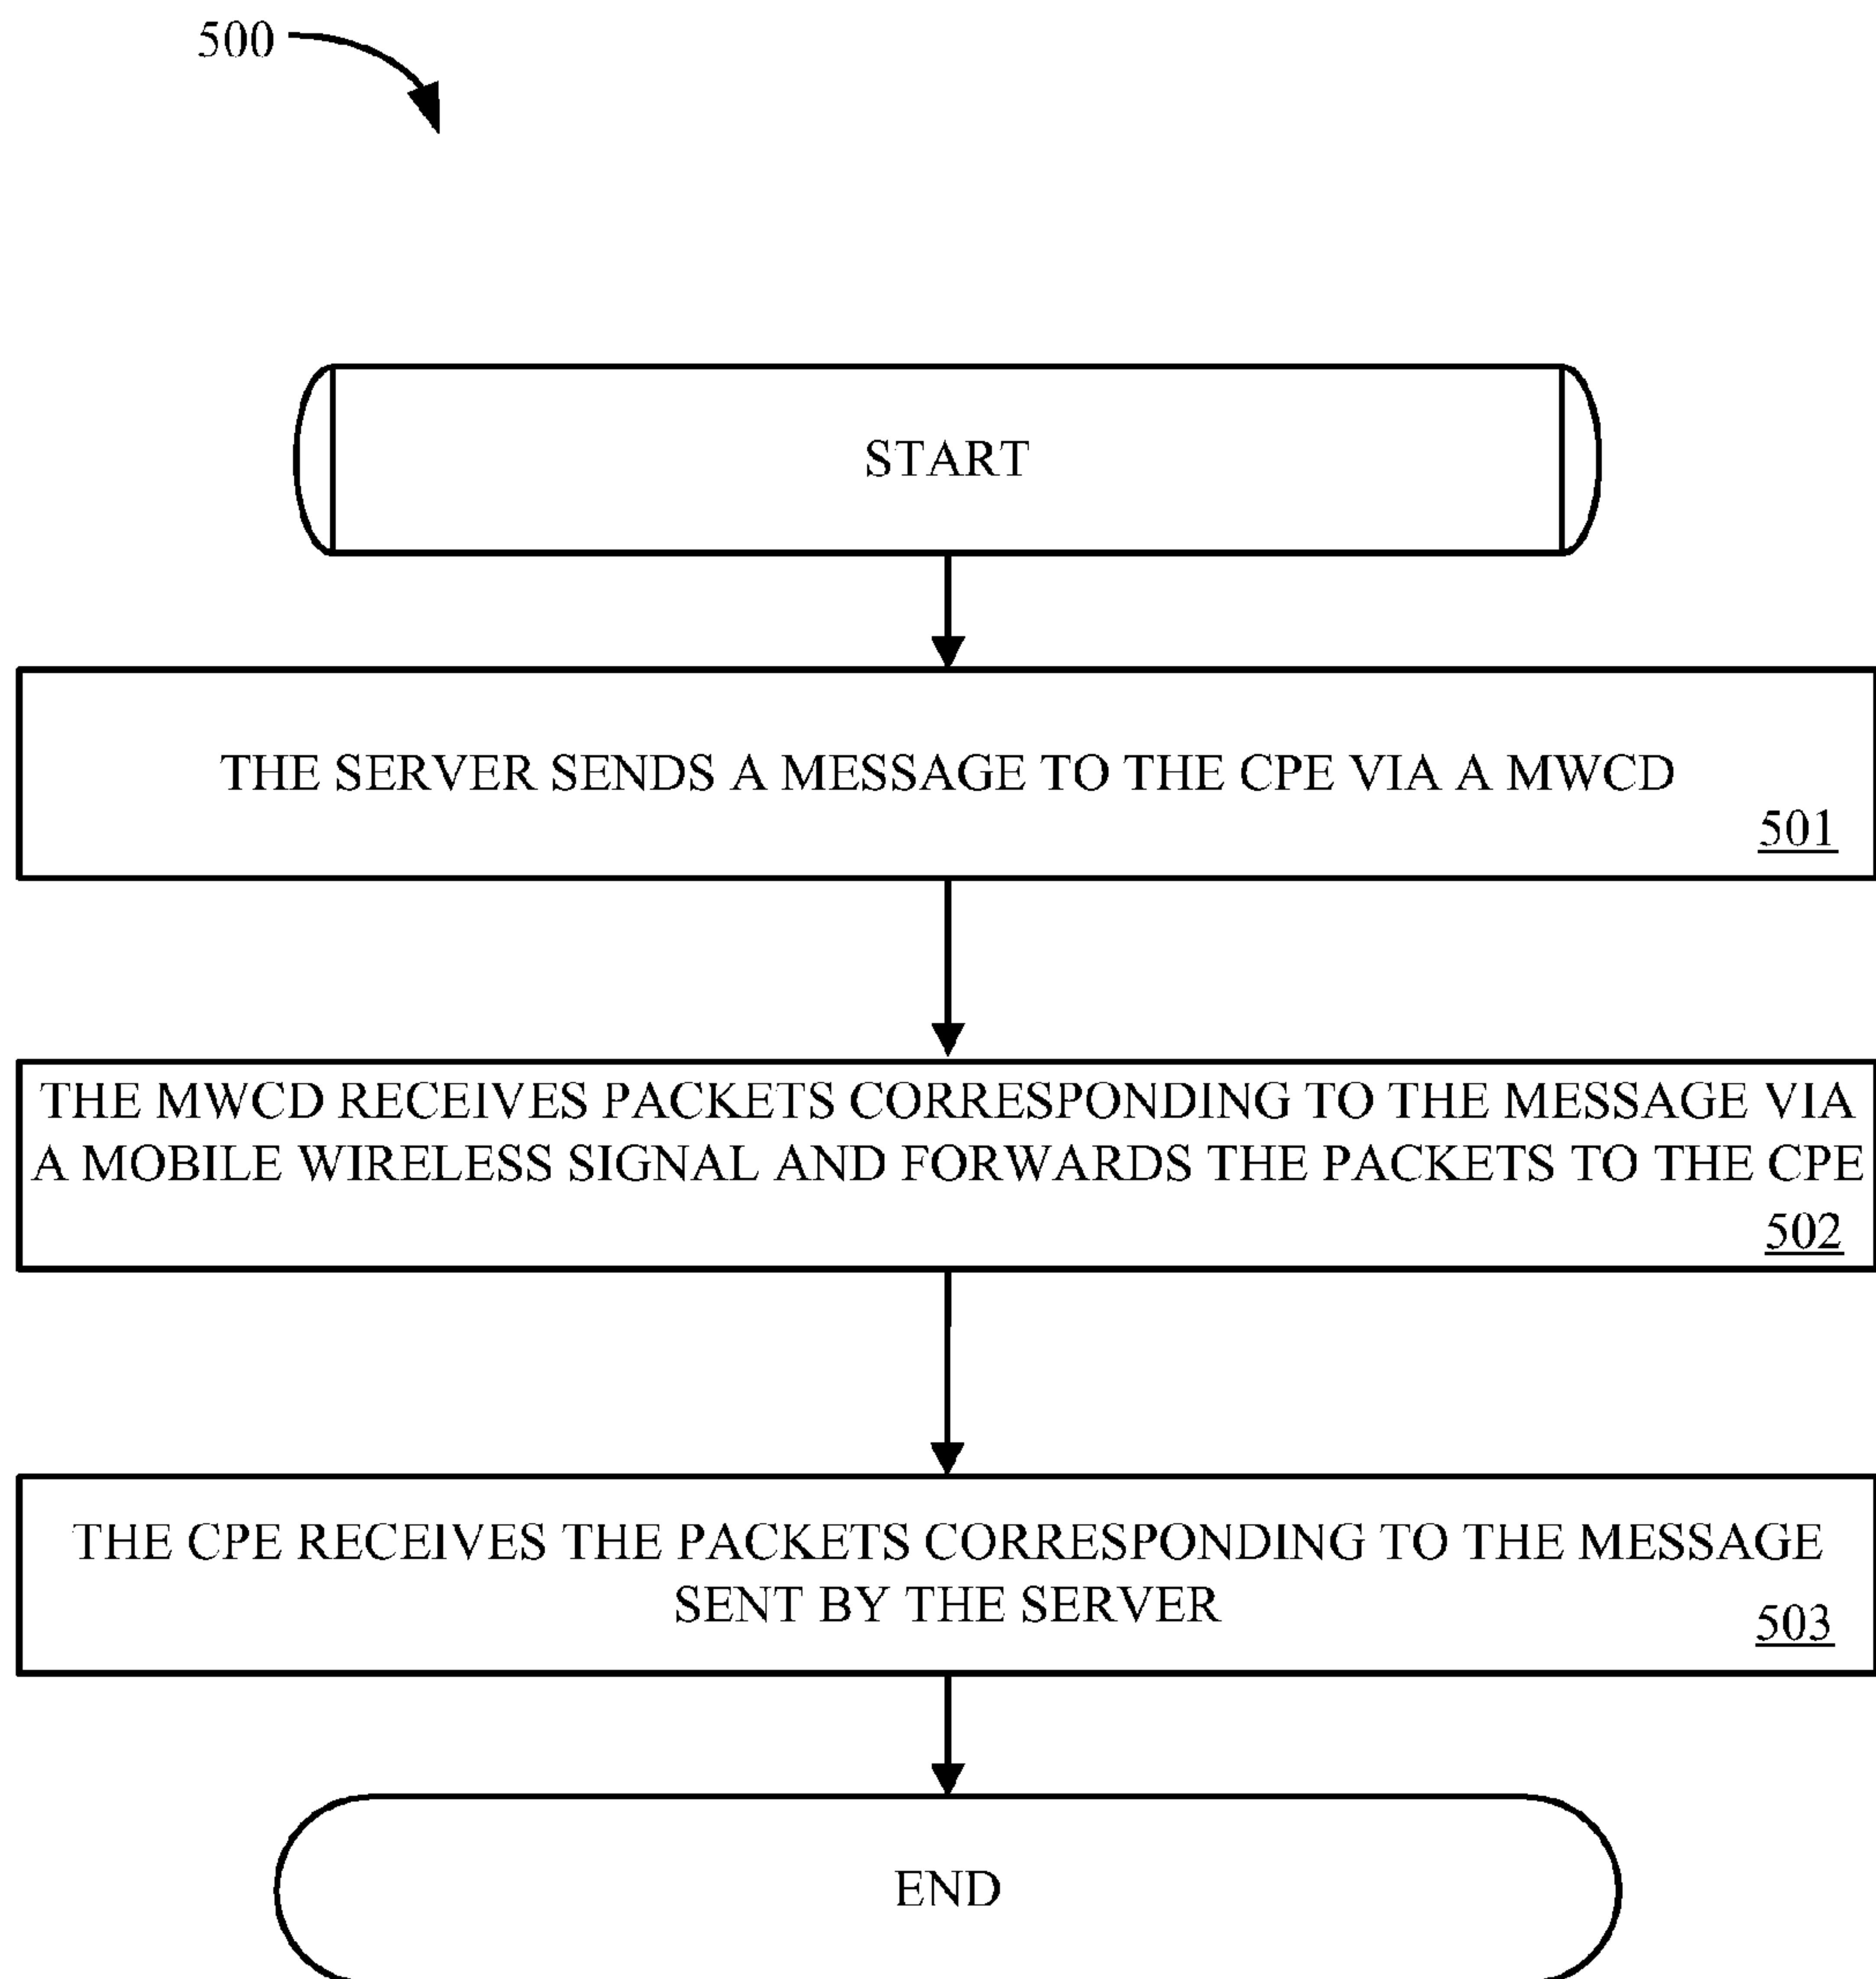 500
START
THE SERVER SENDS A MESSAGE TO THE CPE VIA A MWCD
501
THE MWCD RECEIVES PACKETS CORRESPONDING TO THE MESSAGE VIA
A MOBILE WIRELESS SIGNAL AND FORWARDS THE PACKETS TO THE CPE
502
THE CPE RECEIVES THE PACKETS CORRESPONDING TO THE MESSAGE
SENT BY THE SERVER
503
END